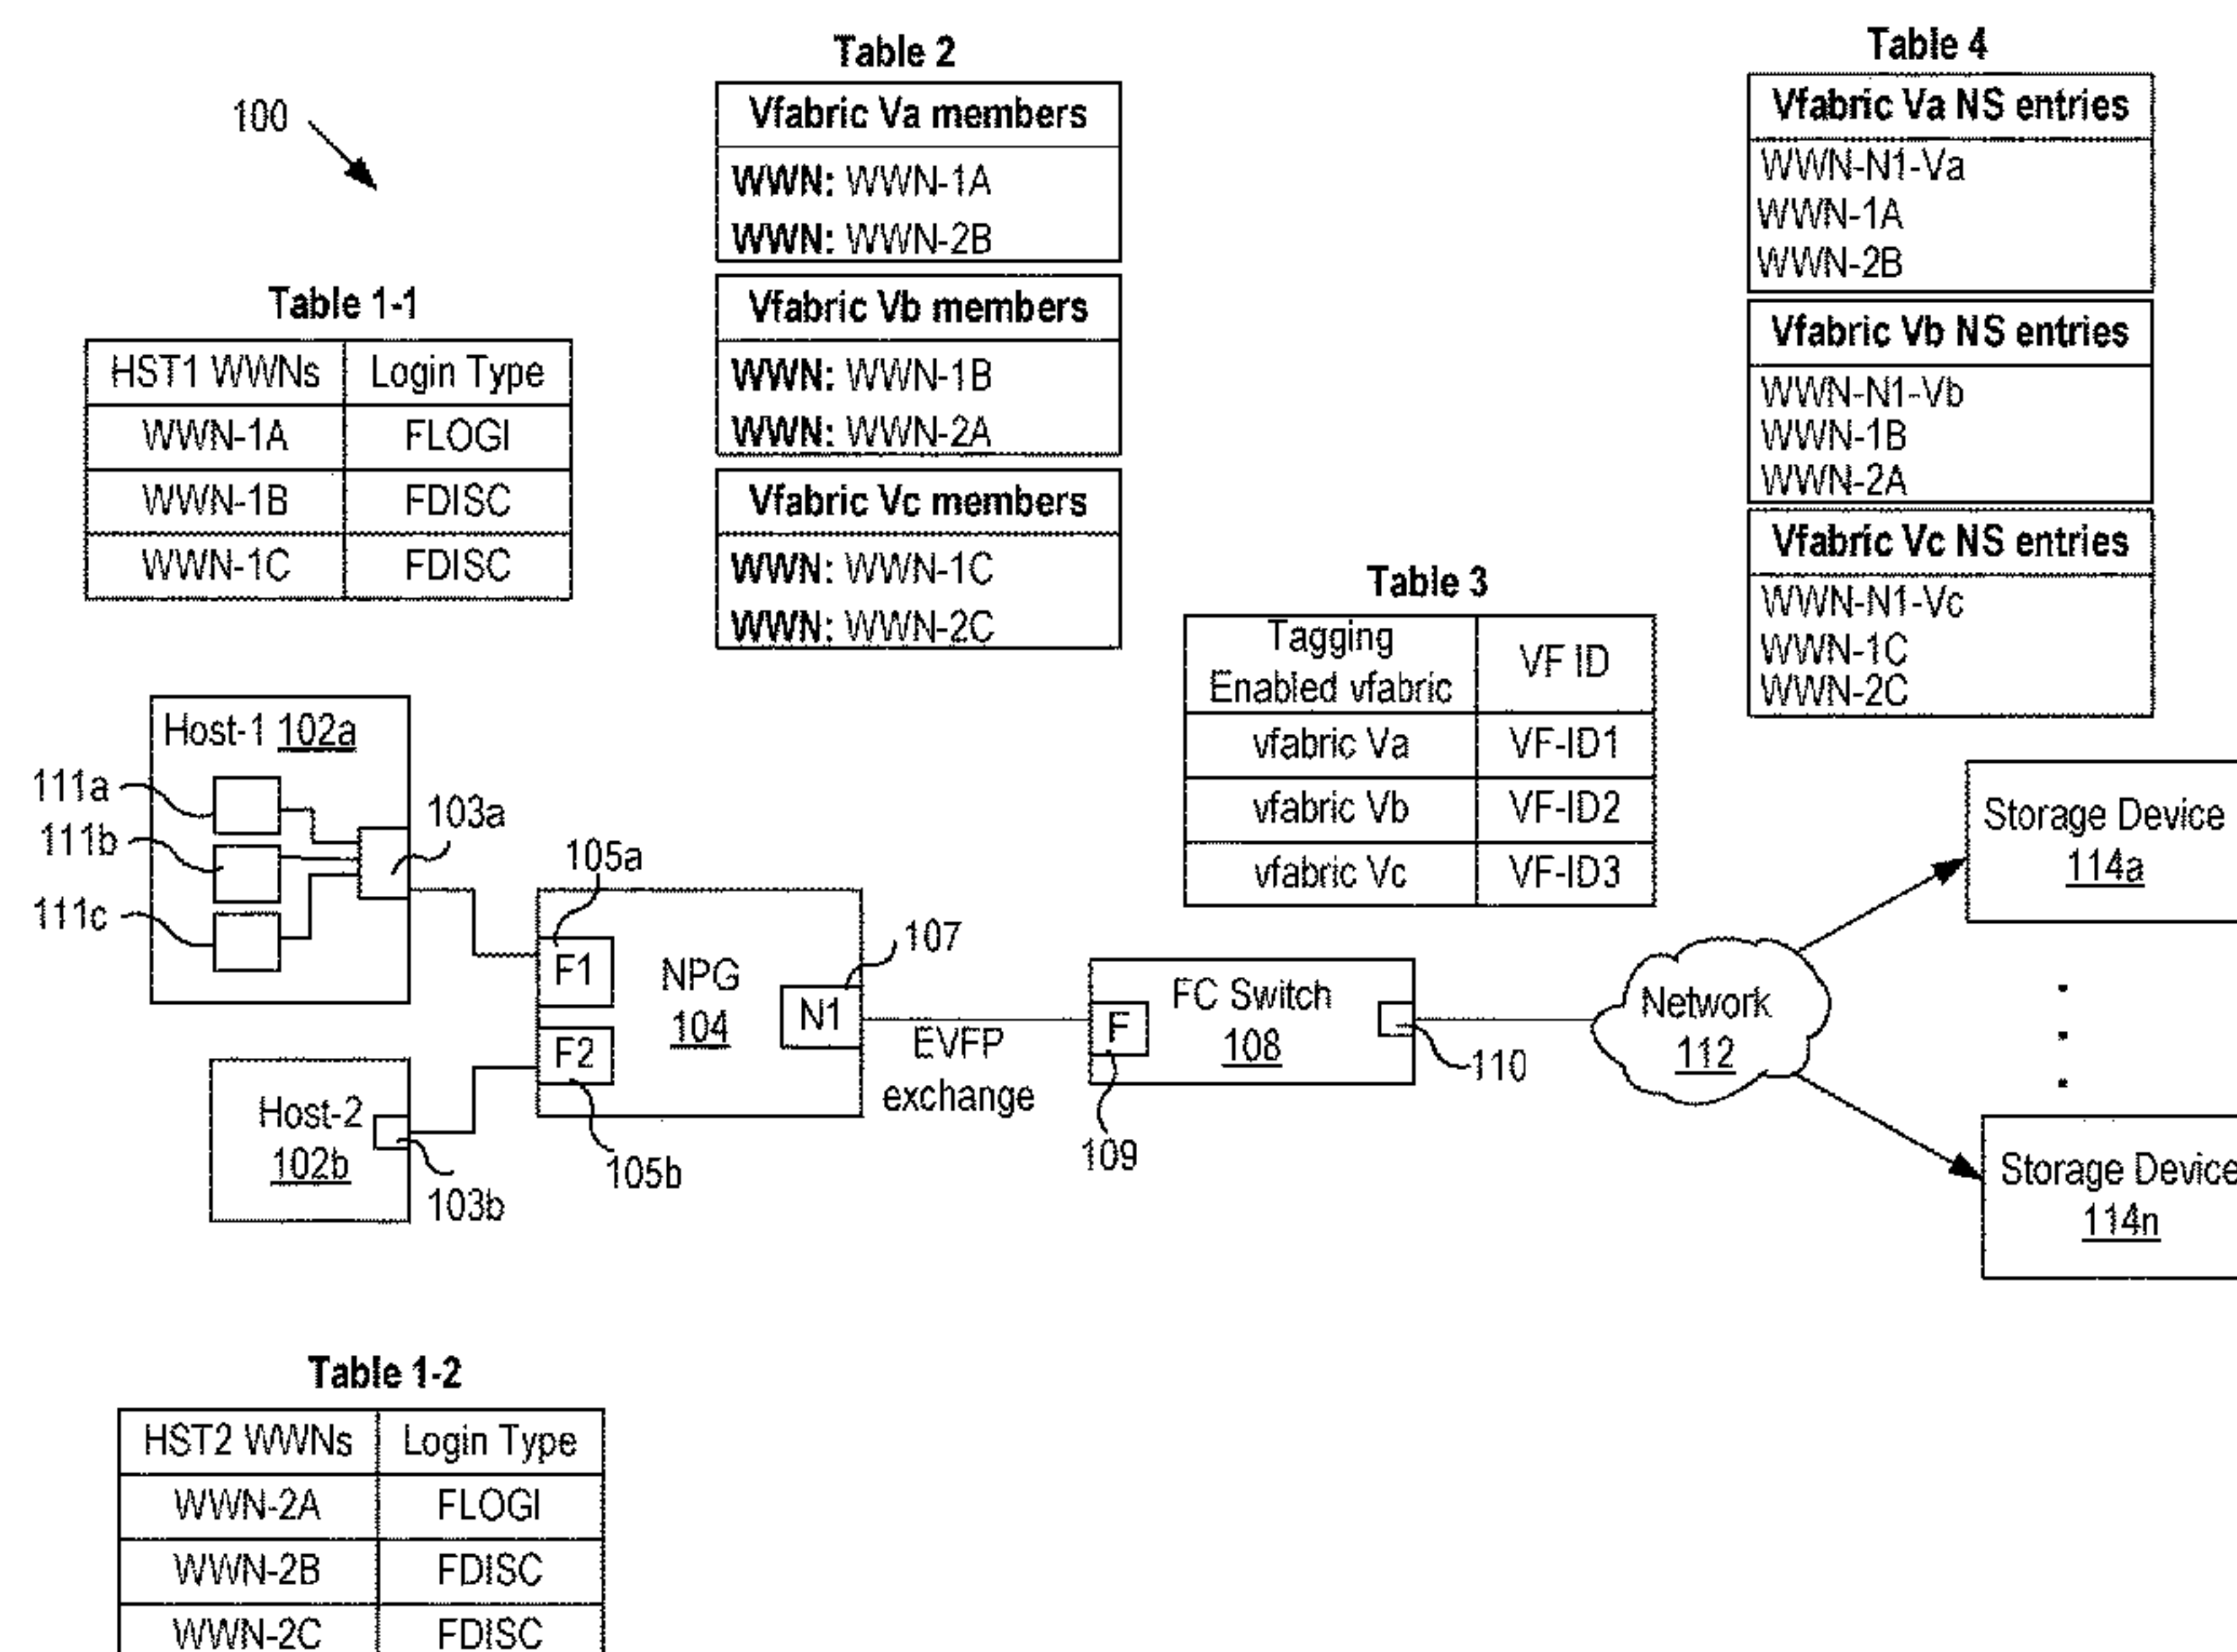 100
Table 1-1
HST1 WWNs Login Type
WWN-1A FLOGI
WWN-1B FDISC
WWN-1C FDISC
Table 2
Vfabric Va members
WWN: WWN-1A
WWN: WWN-2B
Vfabric Vb members
WWN: WWN-1B
WWN: WWN-2A
Vfabric Vc members
WWN: WWN-1C
WWN: WWN-2C
Table 3
Tagging
Enabled vfabric
VF ID
vfabric Va VF-ID1
vfabric Vb VF-ID2
vfabric Vc VF-ID3
Table 4
Vfabric Va NS entries
WWN-N1-Va
WWN-1A
WWN-2B
Vfabric Vb NS entries
WWN-N1-Vb
WWN-1B
WWN-2A
Vfabric Vc NS entries
WWN-N1-Vc
WWN-1C
WWN-2C
Host-1 102a
111a
111b
111c
103a
105a
F1
NPG
104
N1
107
F2
105b
Host-2
102b
103b
EVFP
exchange
F
109
FC Switch
108
110
Network
112
Storage Device
114a
Storage Device
114n
Table 1-2
HST2 WWNs Login Type
WWN-2A FLOGI
WWN-2B FDISC
WWN-2C FDISC